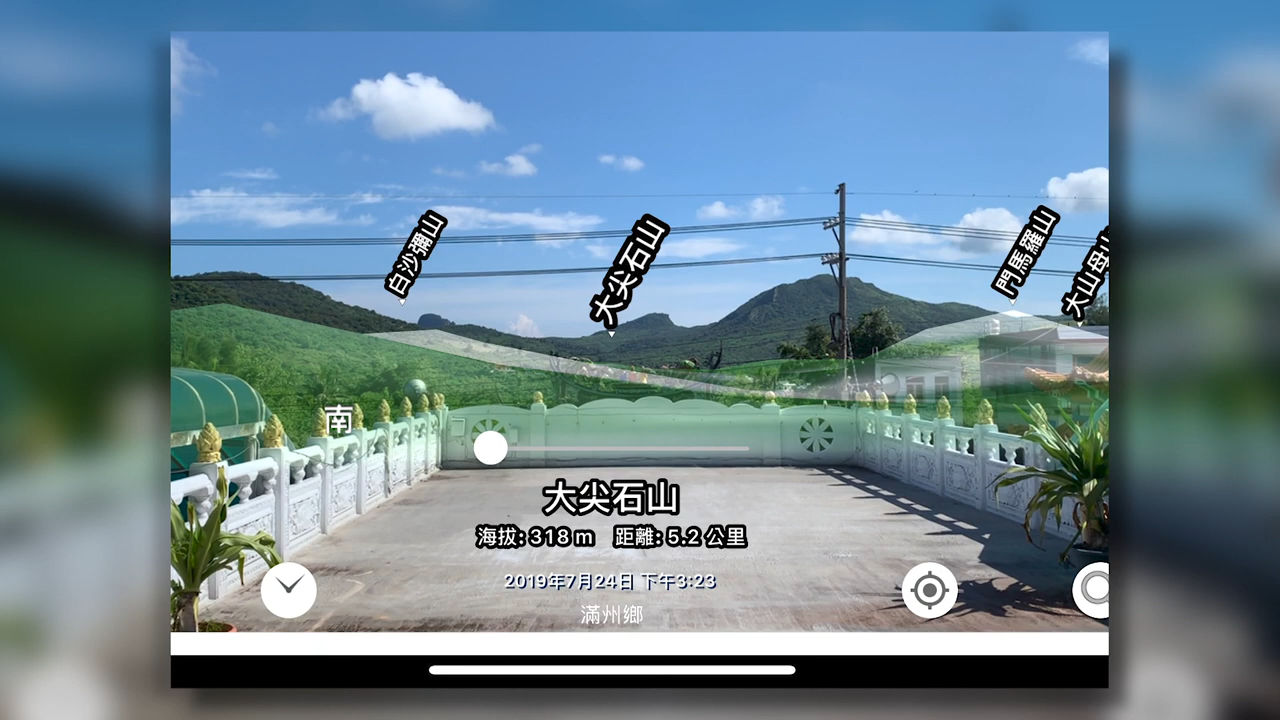 白沙彌山
大尖石山
門馬羅山
大山母山
南
大尖石山
海拔: 318 m 距離: 5.2 公里
2019年7月24日 下午3:23
滿州鄉